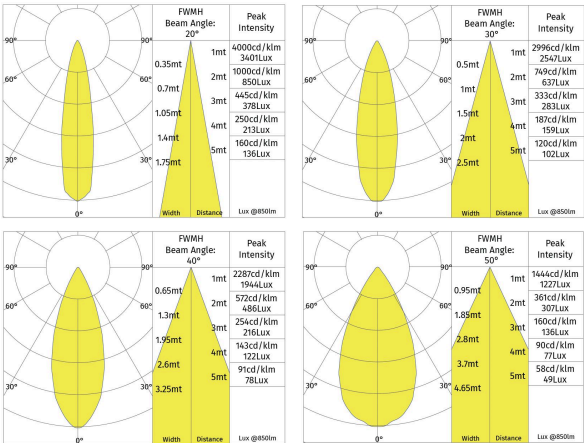 FWMH
Beam Angle:
20°
Peak
Intensity
90°
90°
60°
60°
30°
30°
0°
0.35mt
0.7mt
1.05mt
1.4mt
1.75mt
1mt
2mt
3mt
4mt
5mt
Width
Distance
4000cd/klm
3401Lux
1000cd/klm
850Lux
445cd/klm
378Lux
250cd/klm
213Lux
160cd/klm
136Lux
Lux @850lm
FWMH
Beam Angle:
30°
Peak
Intensity
90°
90°
60°
60°
30°
30°
0°
0.5mt
1mt
1.5mt
2mt
2.5mt
1mt
2mt
3mt
4mt
5mt
Width
Distance
2996cd/klm
2547Lux
749cd/klm
637Lux
333cd/klm
283Lux
187cd/klm
159Lux
120cd/klm
102Lux
Lux @850lm
FWMH
Beam Angle:
40°
Peak
Intensity
90°
90°
60°
60°
30°
30°
0°
0.65mt
1.3mt
1.95mt
2.6mt
3.25mt
1mt
2mt
3mt
4mt
5mt
Width
Distance
2287cd/klm
1944Lux
572cd/klm
486Lux
254cd/klm
216Lux
143cd/klm
122Lux
91cd/klm
78Lux
Lux @850lm
FWMH
Beam Angle:
50°
Peak
Intensity
90°
90°
60°
60°
30°
30°
0°
0.95mt
1.85mt
2.8mt
3.7mt
4.65mt
1mt
2mt
3mt
4mt
5mt
Width
Distance
1444cd/klm
1227Lux
361cd/klm
307Lux
160cd/klm
136Lux
90cd/klm
77Lux
58cd/klm
49Lux
Lux @850lm